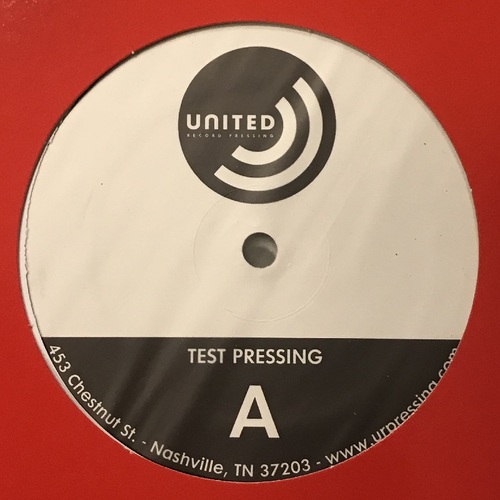 UNITED
RECORD PRESSING
TEST PRESSING
A
453 Chestnut St. - Nashville, TN 37203 - www.urpressing.com